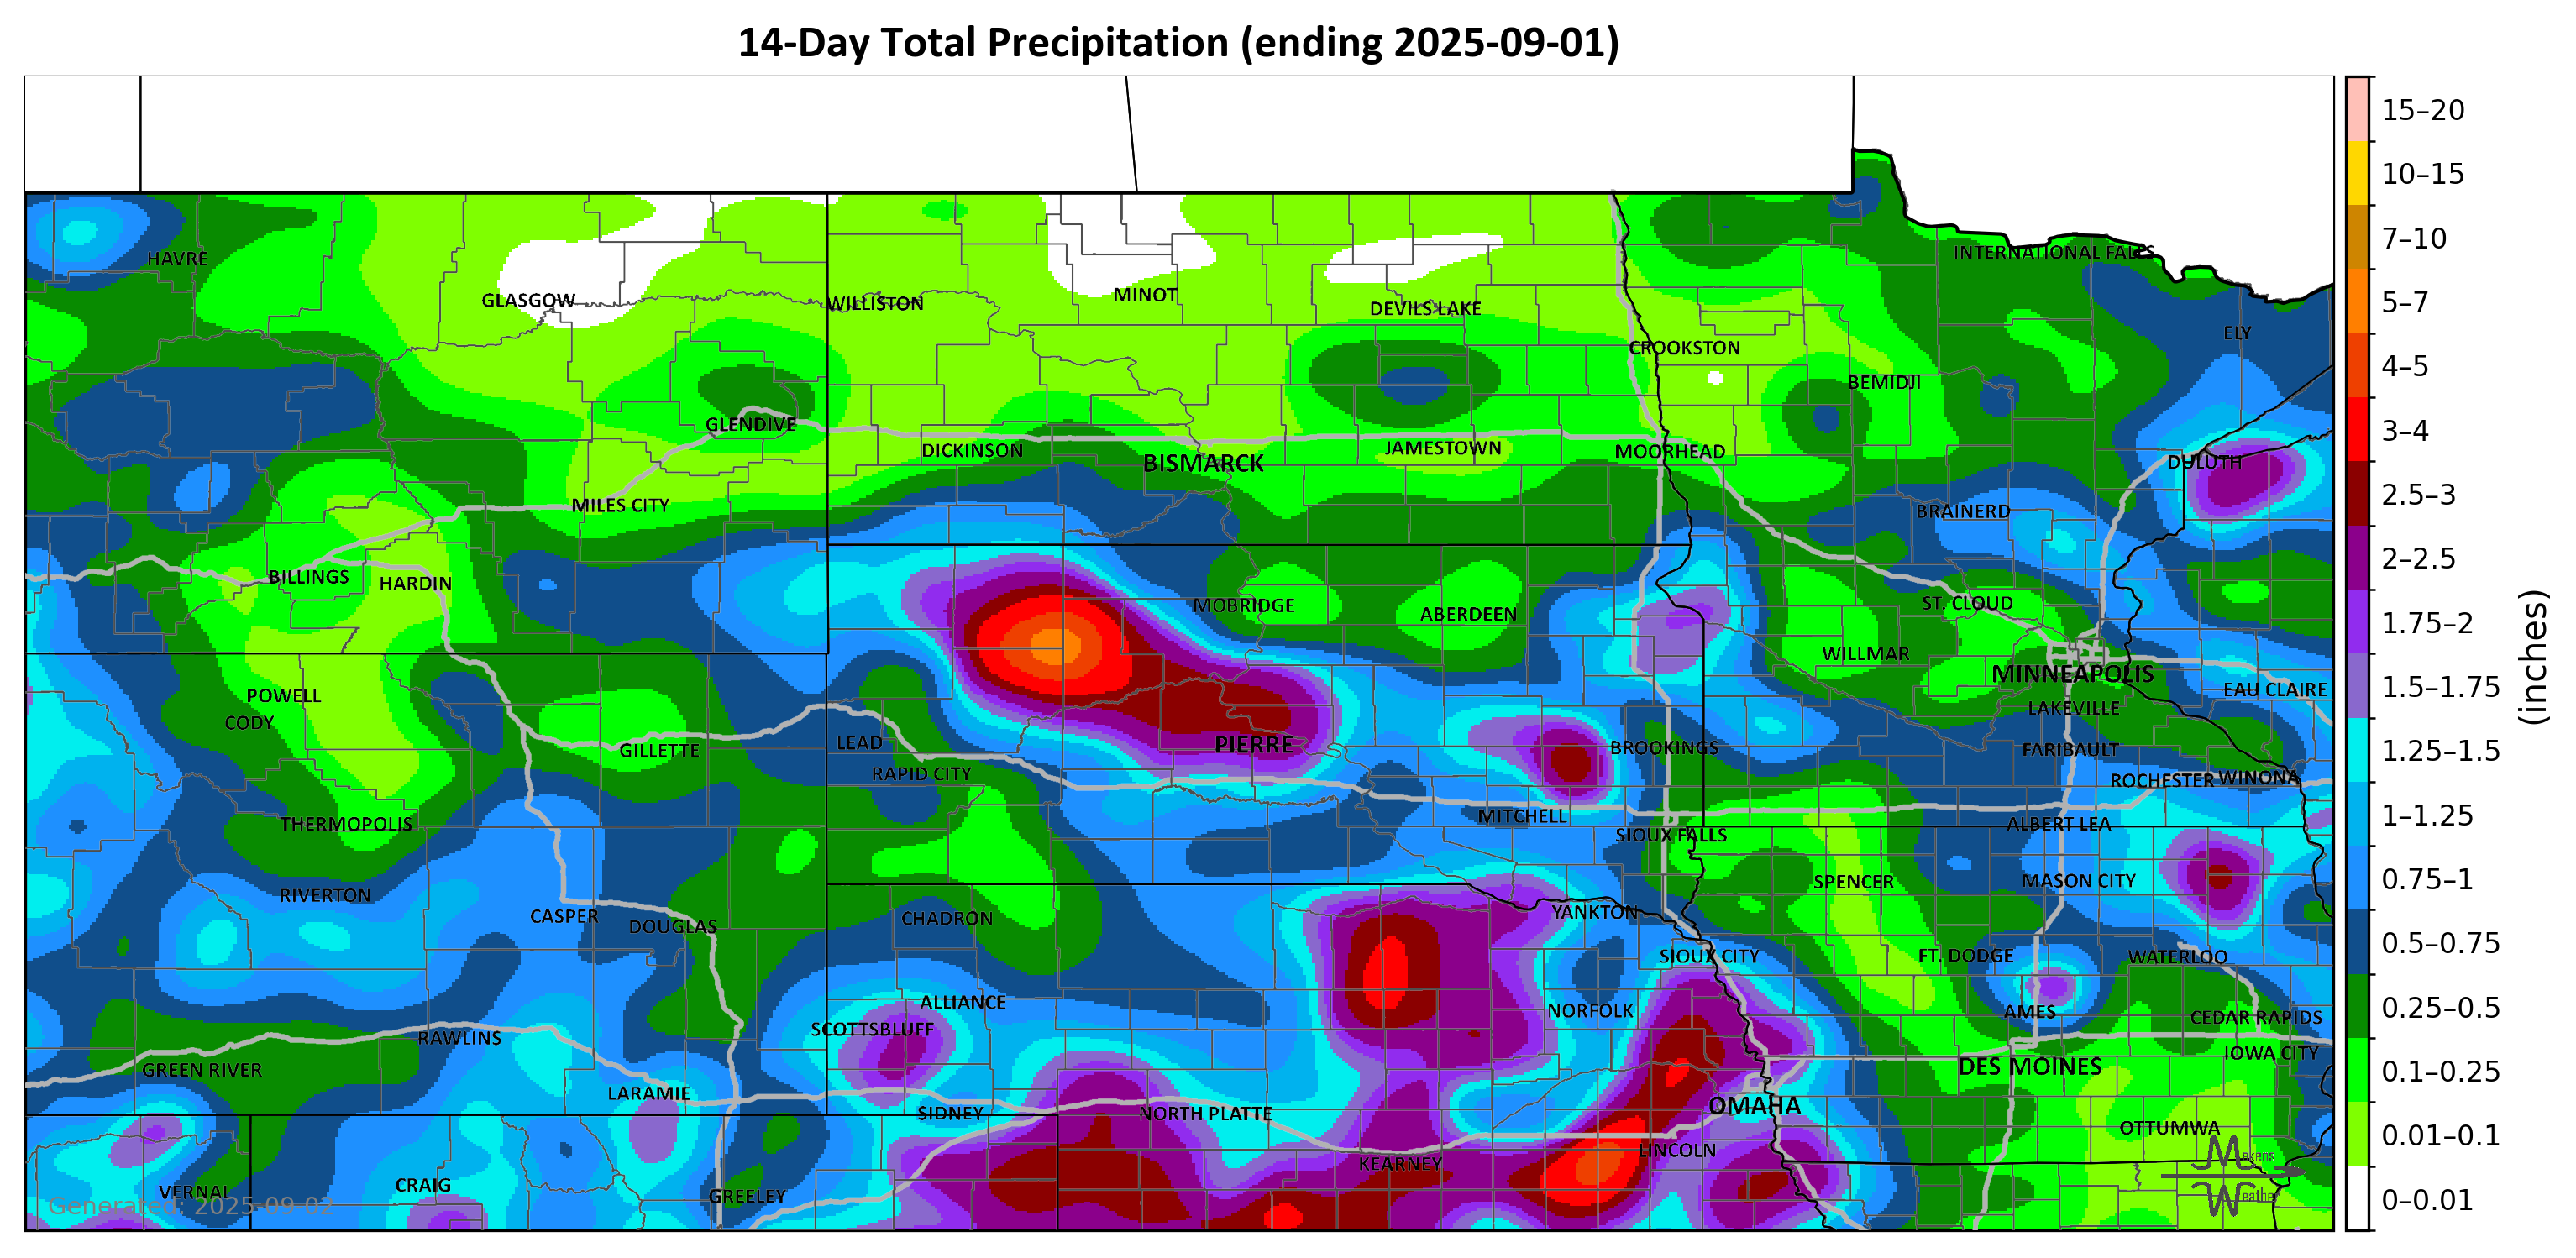 14-Day Total Precipitation (ending 2025-09-01)
15–20
10–15
7–10
5–7
4–5
3–4
2.5–3
2–2.5
1.75–2
1.5–1.75
1.25–1.5
1–1.25
0.75–1
0.5–0.75
0.25–0.5
0.1–0.25
0.01–0.1
0–0.01
(inches)
HAVRE
INTERNATIONAL FALLS
GLASGOW
WILLISTON
MINOT
DEVILS LAKE
ELY
CROOKSTON
BEMIDJI
GLENDIVE
DICKINSON
BISMARCK
JAMESTOWN
MOORHEAD
DULUTH
MILES CITY
BRAINERD
BILLINGS
HARDIN
MOBRIDGE
ABERDEEN
ST. CLOUD
WILLMAR
MINNEAPOLIS
POWELL
EAU CLAIRE
CODY
LAKEVILLE
GILLETTE
LEAD
PIERRE
BROOKINGS
FARIBAULT
RAPID CITY
ROCHESTER
WINONA
THERMOPOLIS
MITCHELL
SIOUX FALLS
ALBERT LEA
RIVERTON
SPENCER
MASON CITY
CASPER
DOUGLAS
CHADRON
YANKTON
SIOUX CITY
FT. DODGE
WATERLOO
ALLIANCE
NORFOLK
AMES
CEDAR RAPIDS
SCOTTSBLUFF
RAWLINS
IOWA CITY
GREEN RIVER
DES MOINES
LARAMIE
SIDNEY
NORTH PLATTE
OMAHA
OTTUMWA
LINCOLN
KEARNEY
VERNAL
CRAIG
GREELEY
Makens
Weather
Generated: 2025-09-02